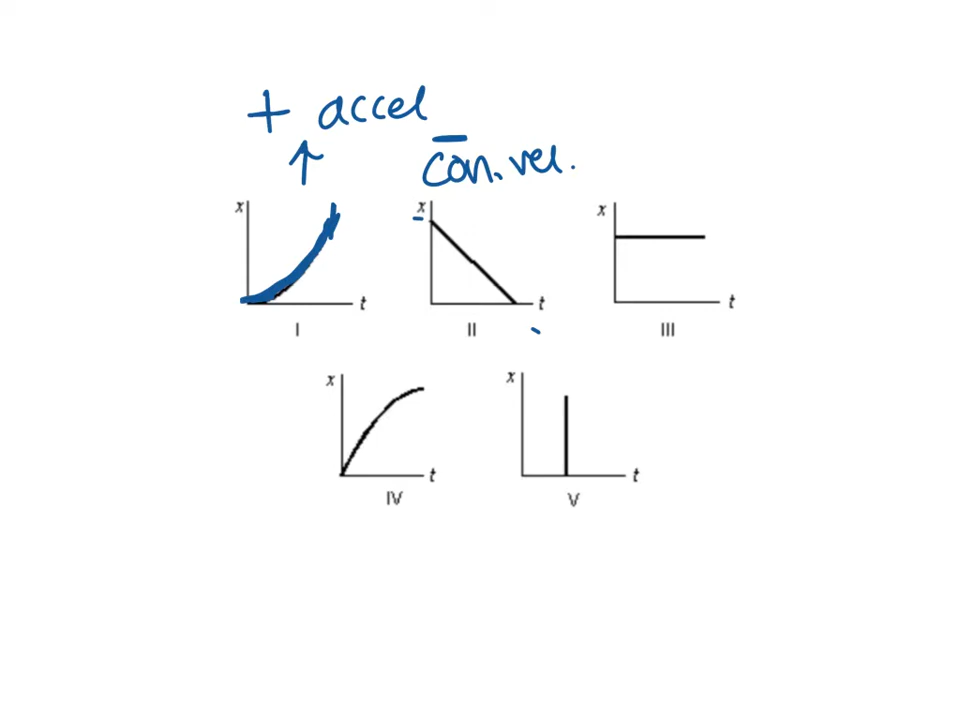 + accel
↑
con. vel.
x x x
t t t
I II III
x x
t t
IV V